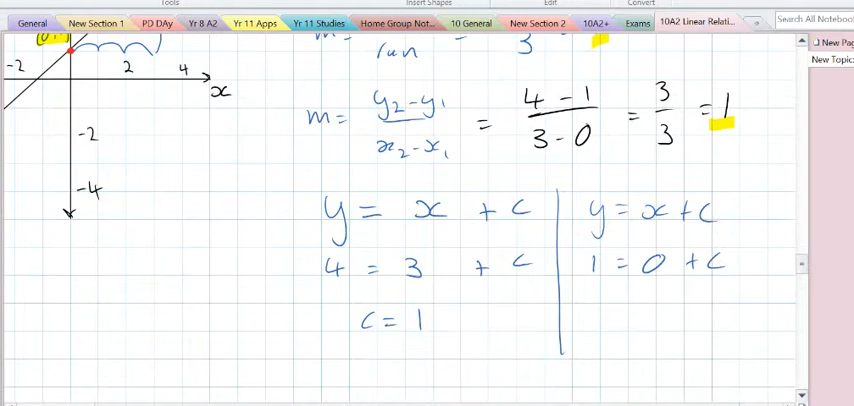 Tools Insert Shapes Edit Convert
General New Section 1 PD DAy Yr 8 A2 Yr 11 Apps Yr 11 Studies Home Group Not... 10 General New Section 2 10A2+ Exams 10A2 Linear Relati... Search All Notebook
New Pag
New Topic:
m = run = 3
-2 2 4 x
m = y₂-y₁ / x₂-x₁ = 4-1 / 3-0 = 3/3 = 1
-2
-4
y = x + c y = x + c
4 = 3 + c 1 = 0 + c
c = 1